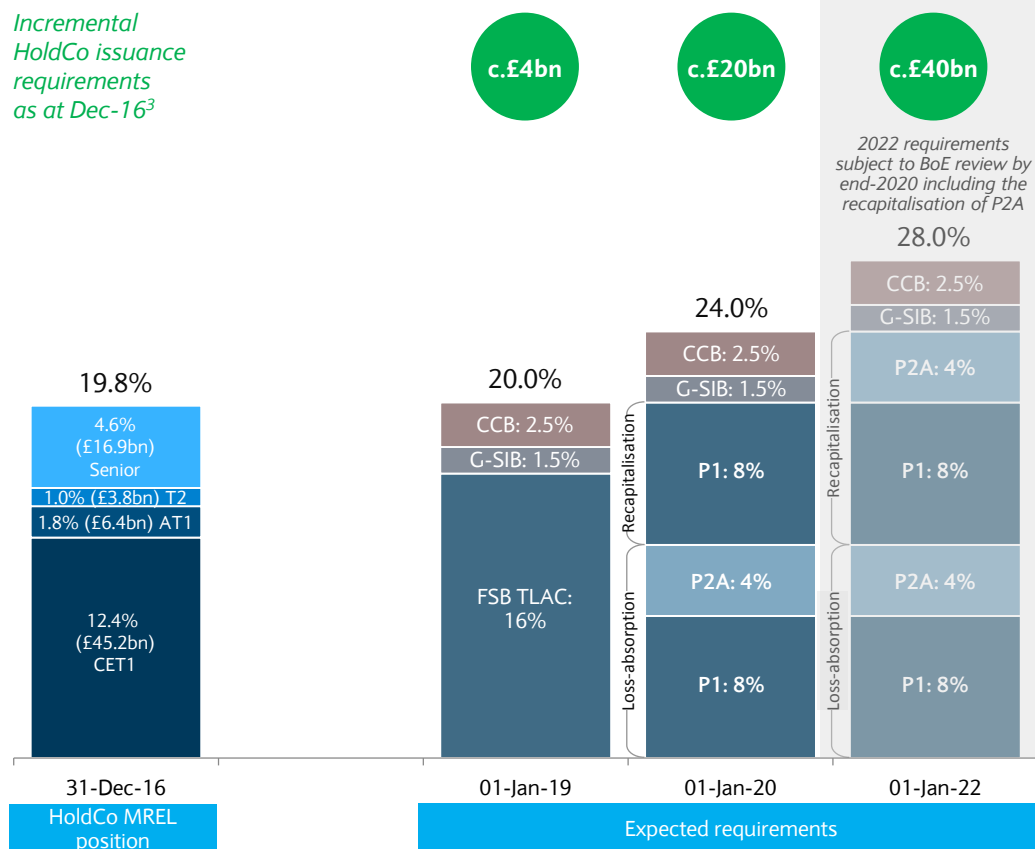 Incremental
HoldCo issuance
requirements
as at Dec-16³
c.£4bn
c.£20bn
c.£40bn
2022 requirements
subject to BoE review by
end-2020 including the
recapitalisation of P2A
19.8%
4.6%
(£16.9bn)
Senior
1.0% (£3.8bn) T2
1.8% (£6.4bn) AT1
12.4%
(£45.2bn)
CET1
20.0%
CCB: 2.5%
G-SIB: 1.5%
FSB TLAC:
16%
24.0%
CCB: 2.5%
G-SIB: 1.5%
Recapitalisation
P1: 8%
Loss-absorption
P2A: 4%
P1: 8%
28.0%
CCB: 2.5%
G-SIB: 1.5%
Recapitalisation
P2A: 4%
P1: 8%
Loss-absorption
P2A: 4%
P1: 8%
31-Dec-16
01-Jan-19
01-Jan-20
01-Jan-22
HoldCo MREL
position
Expected requirements